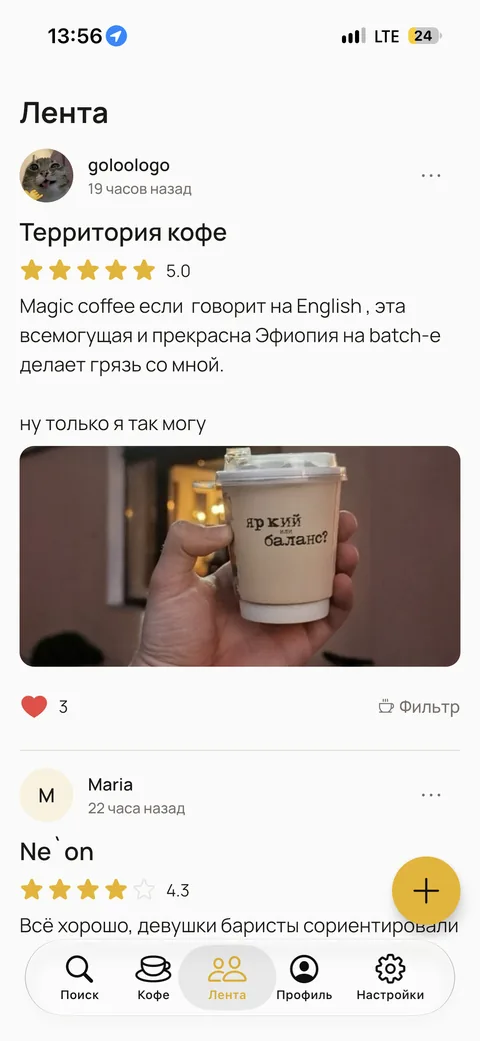 13:56
LTE 24
Лента
goloologo
19 часов назад
Территория кофе
5.0
Magic coffee если  говорит на English , эта
всемогущая и прекрасна Эфиопия на batch-е
делает грязь со мной.
ну только я так могу
яркий
или
баланс?
3
Фильтр
M
Maria
22 часа назад
Ne`on
4.3
Всё хорошо, девушки баристы сориентировали
Поиск
Кофе
Лента
Профиль
Настройки